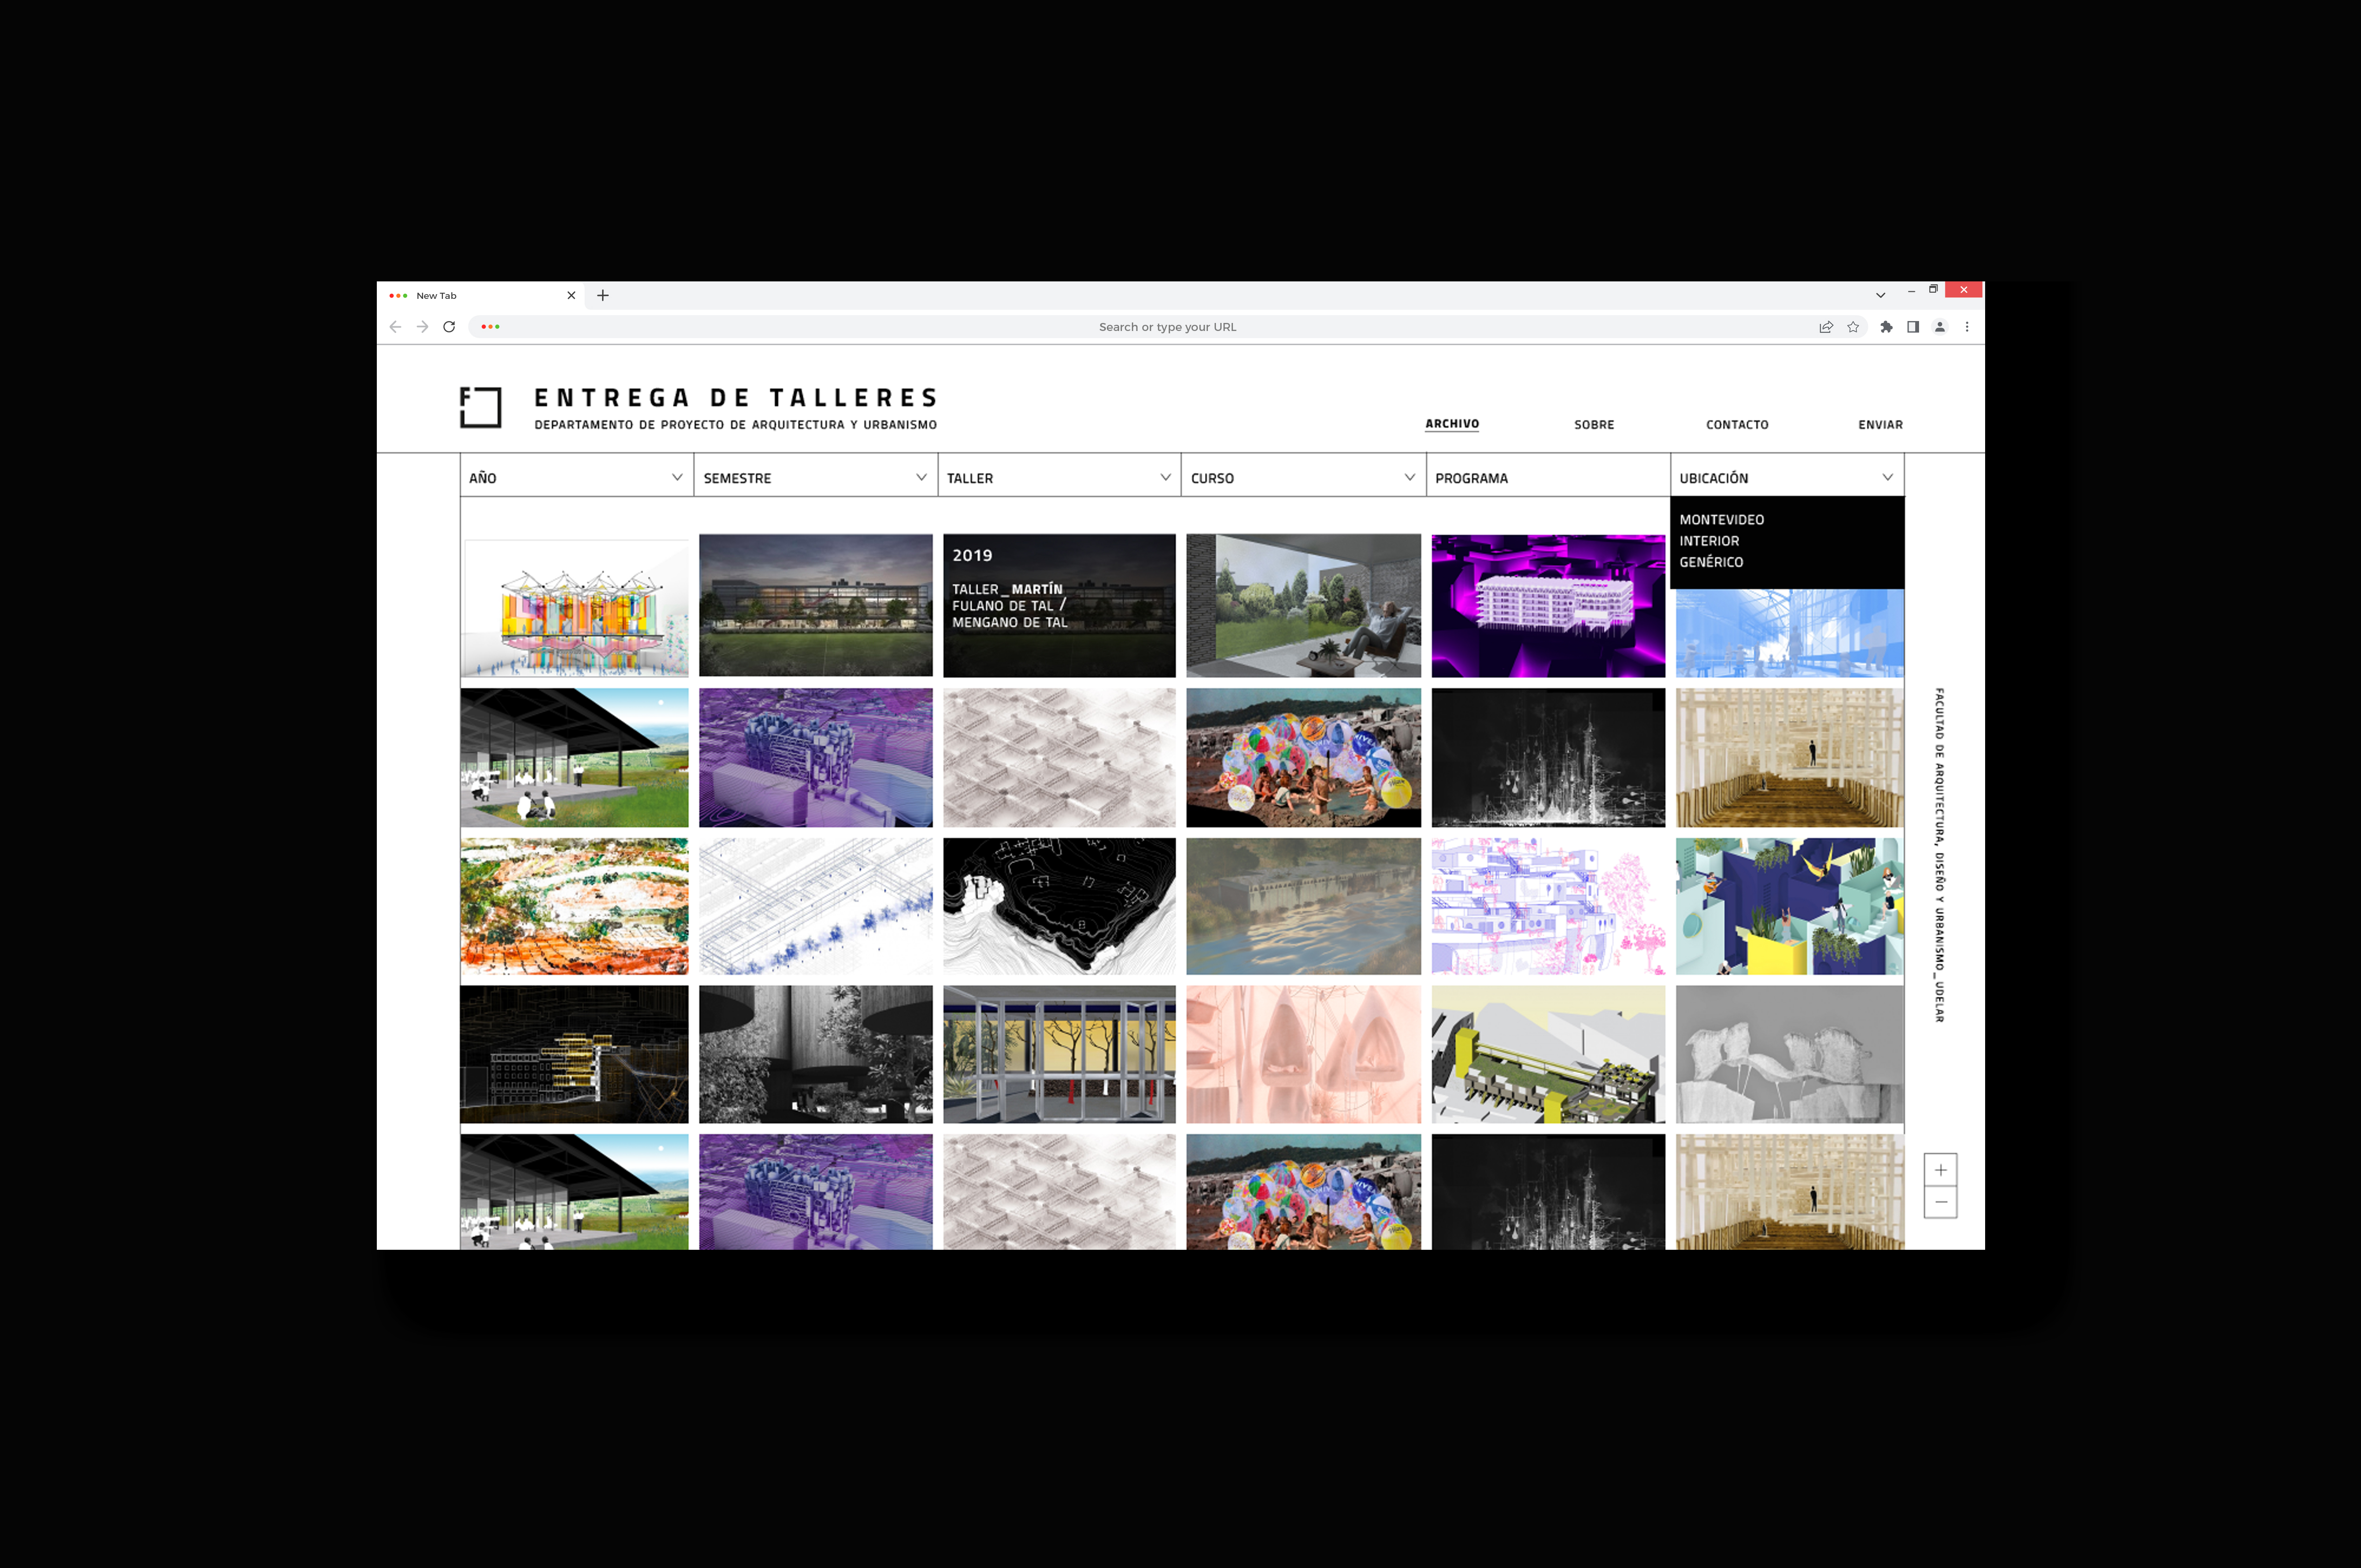 New Tab
Search or type your URL
F
ENTREGA DE TALLERES
DEPARTAMENTO DE PROYECTO DE ARQUITECTURA Y URBANISMO
ARCHIVO
SOBRE
CONTACTO
ENVIAR
AÑO
SEMESTRE
TALLER
CURSO
PROGRAMA
UBICACIÓN
MONTEVIDEO
INTERIOR
GENÉRICO
2019
TALLER_MARTÍN
FULANO DE TAL /
MENGANO DE TAL
FACULTAD DE ARQUITECTURA, DISEÑO Y URBANISMO_UDELAR